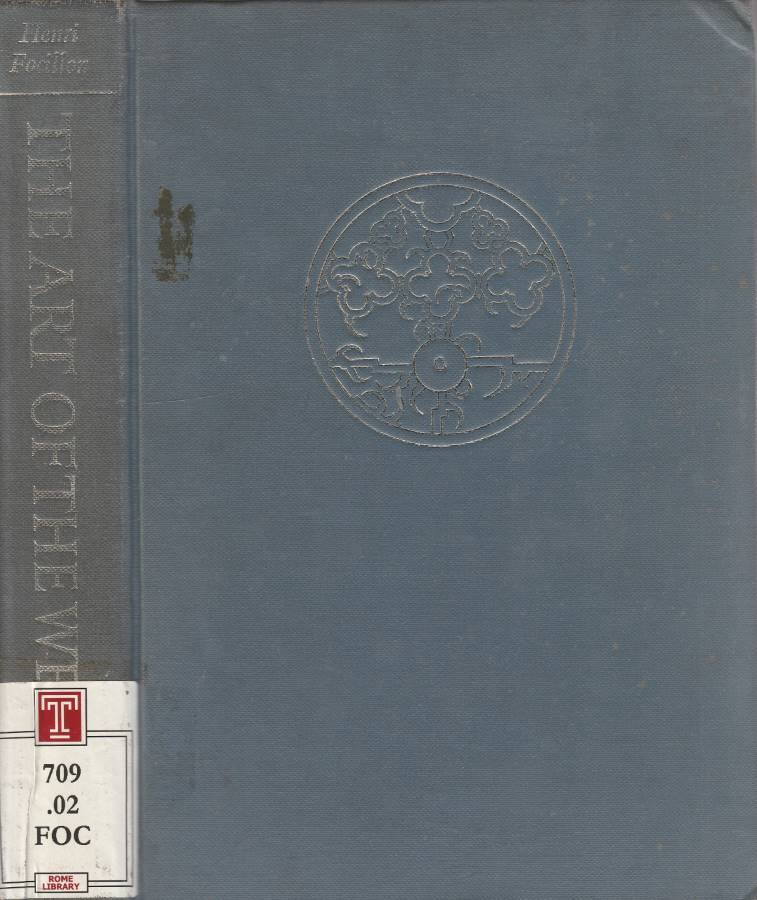 Henri
Focillon
THE ART OF THE WE
T
709
.02
FOC
ROME
LIBRARY